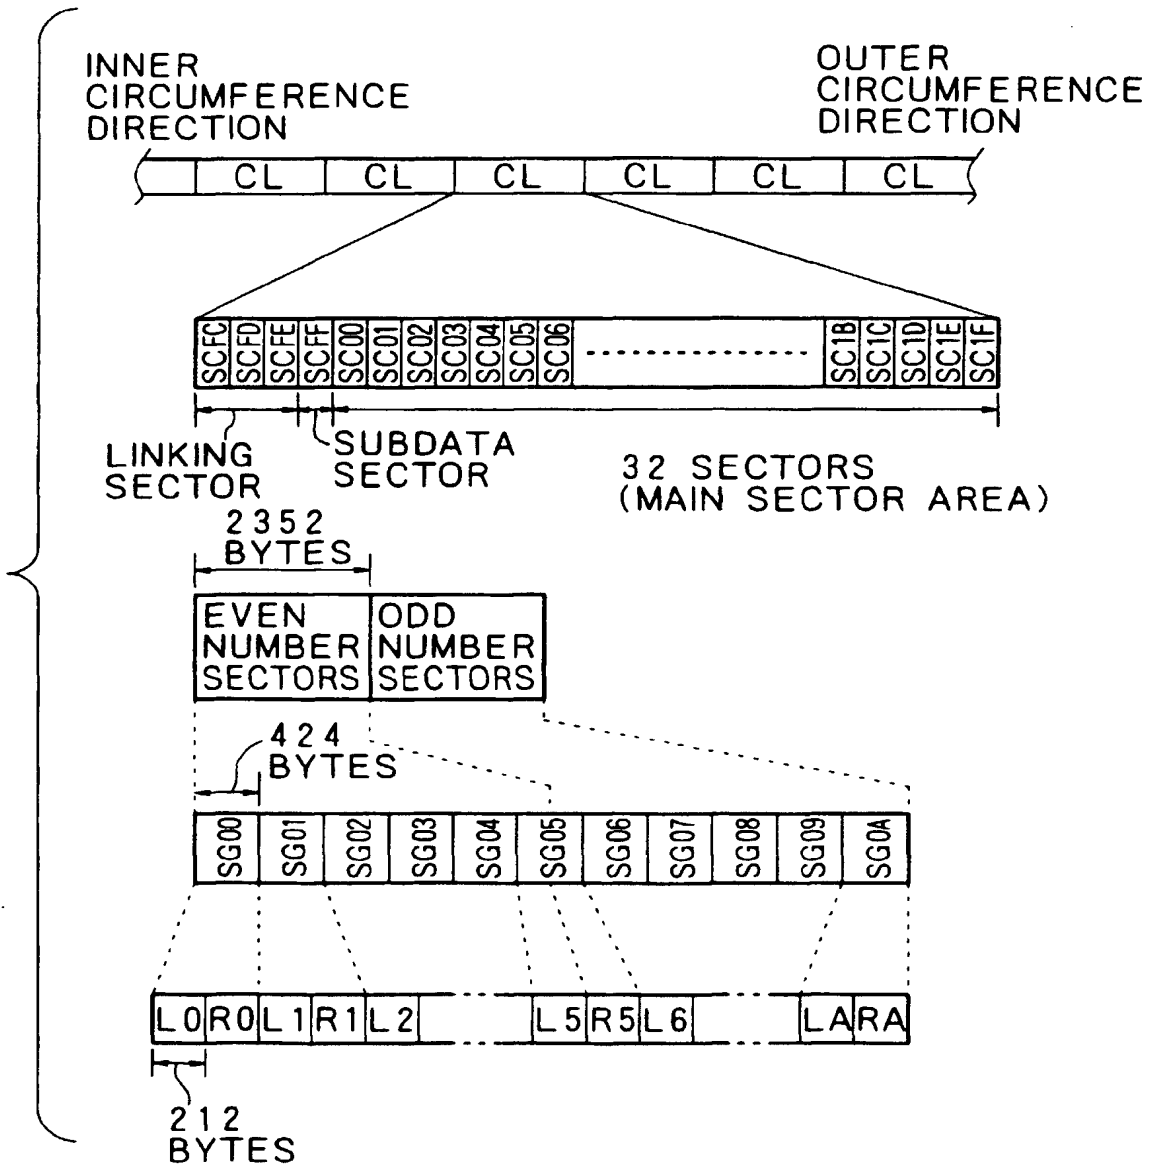 INNER
CIRCUMFERENCE
DIRECTION
OUTER
CIRCUMFERENCE
DIRECTION
CL CL CL CL CL CL
SCFC SCFD SCFE SCFF SC00 SC01 SC02 SC03 SC04 SC05 SC06 SC1B SC1C SC1D SC1E SC1F
LINKING
SECTOR
SUBDATA
SECTOR
32 SECTORS
(MAIN SECTOR AREA)
2352
BYTES
EVEN
NUMBER
SECTORS
ODD
NUMBER
SECTORS
424
BYTES
SG00 SG01 SG02 SG03 SG04 SG05 SG06 SG07 SG08 SG09 SG0A
L0 R0 L1 R1 L2 L5 R5 L6 LA RA
212
BYTES